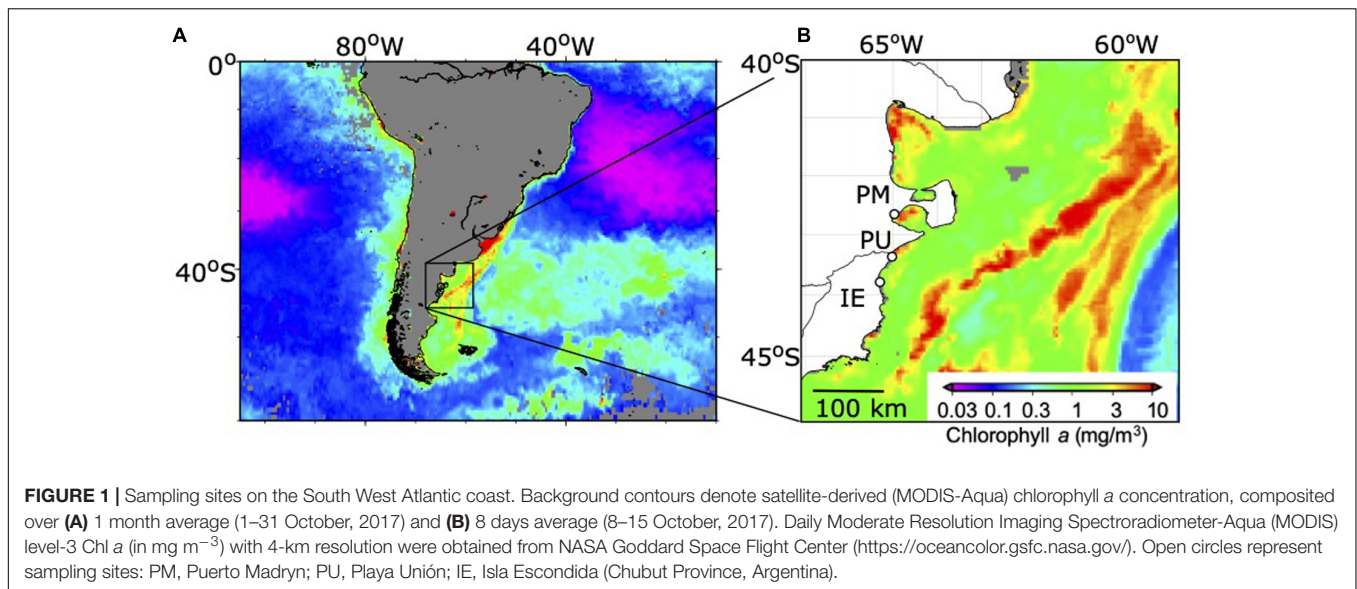 A
80°W
40°W
0°
40°S
B
65°W
60°W
40°S
PM
PU
IE
45°S
100 km
0.03 0.1 0.3 1 3 10
Chlorophyll a (mg/m³)
FIGURE 1 | Sampling sites on the South West Atlantic coast. Background contours denote satellite-derived (MODIS-Aqua) chlorophyll a concentration, composited
over (A) 1 month average (1–31 October, 2017) and (B) 8 days average (8–15 October, 2017). Daily Moderate Resolution Imaging Spectroradiometer-Aqua (MODIS)
level-3 Chl a (in mg m⁻³) with 4-km resolution were obtained from NASA Goddard Space Flight Center (https://oceancolor.gsfc.nasa.gov/). Open circles represent
sampling sites: PM, Puerto Madryn; PU, Playa Unión; IE, Isla Escondida (Chubut Province, Argentina).